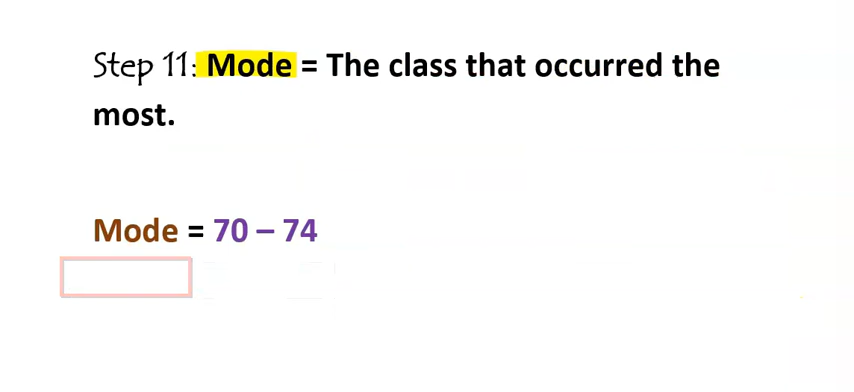 Step 11: Mode = The class that occurred the
most.
Mode = 70 – 74